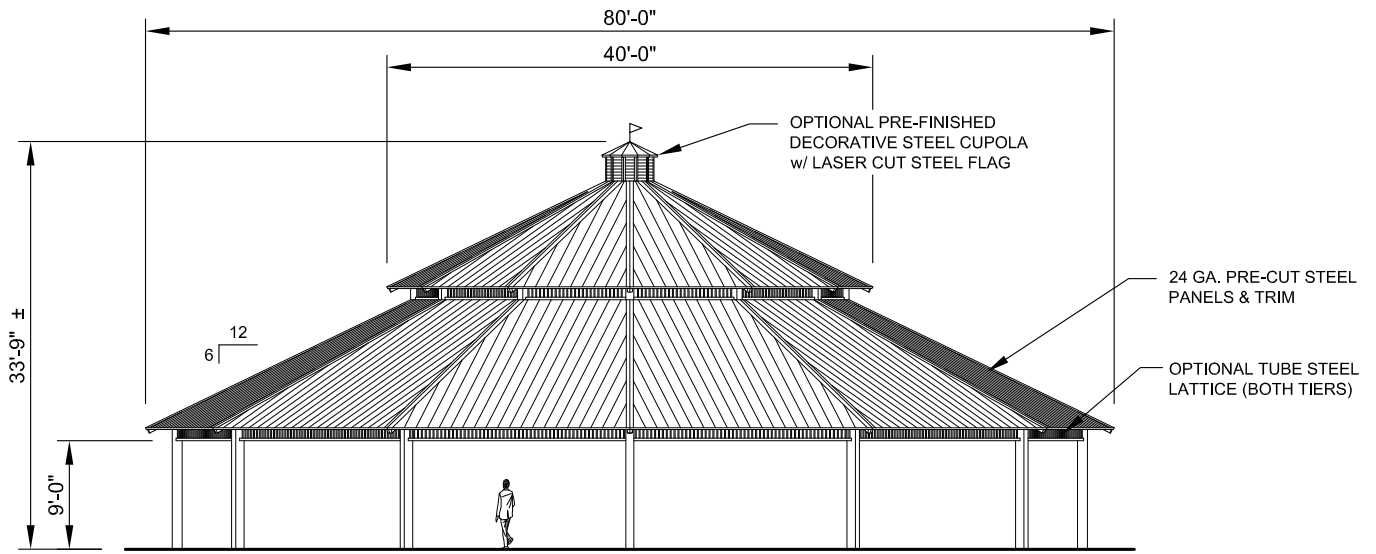 80'-0"
40'-0"
OPTIONAL PRE-FINISHED
DECORATIVE STEEL CUPOLA
w/ LASER CUT STEEL FLAG
24 GA. PRE-CUT STEEL
PANELS & TRIM
33'-9" ±
12
6
OPTIONAL TUBE STEEL
LATTICE (BOTH TIERS)
9'-0"